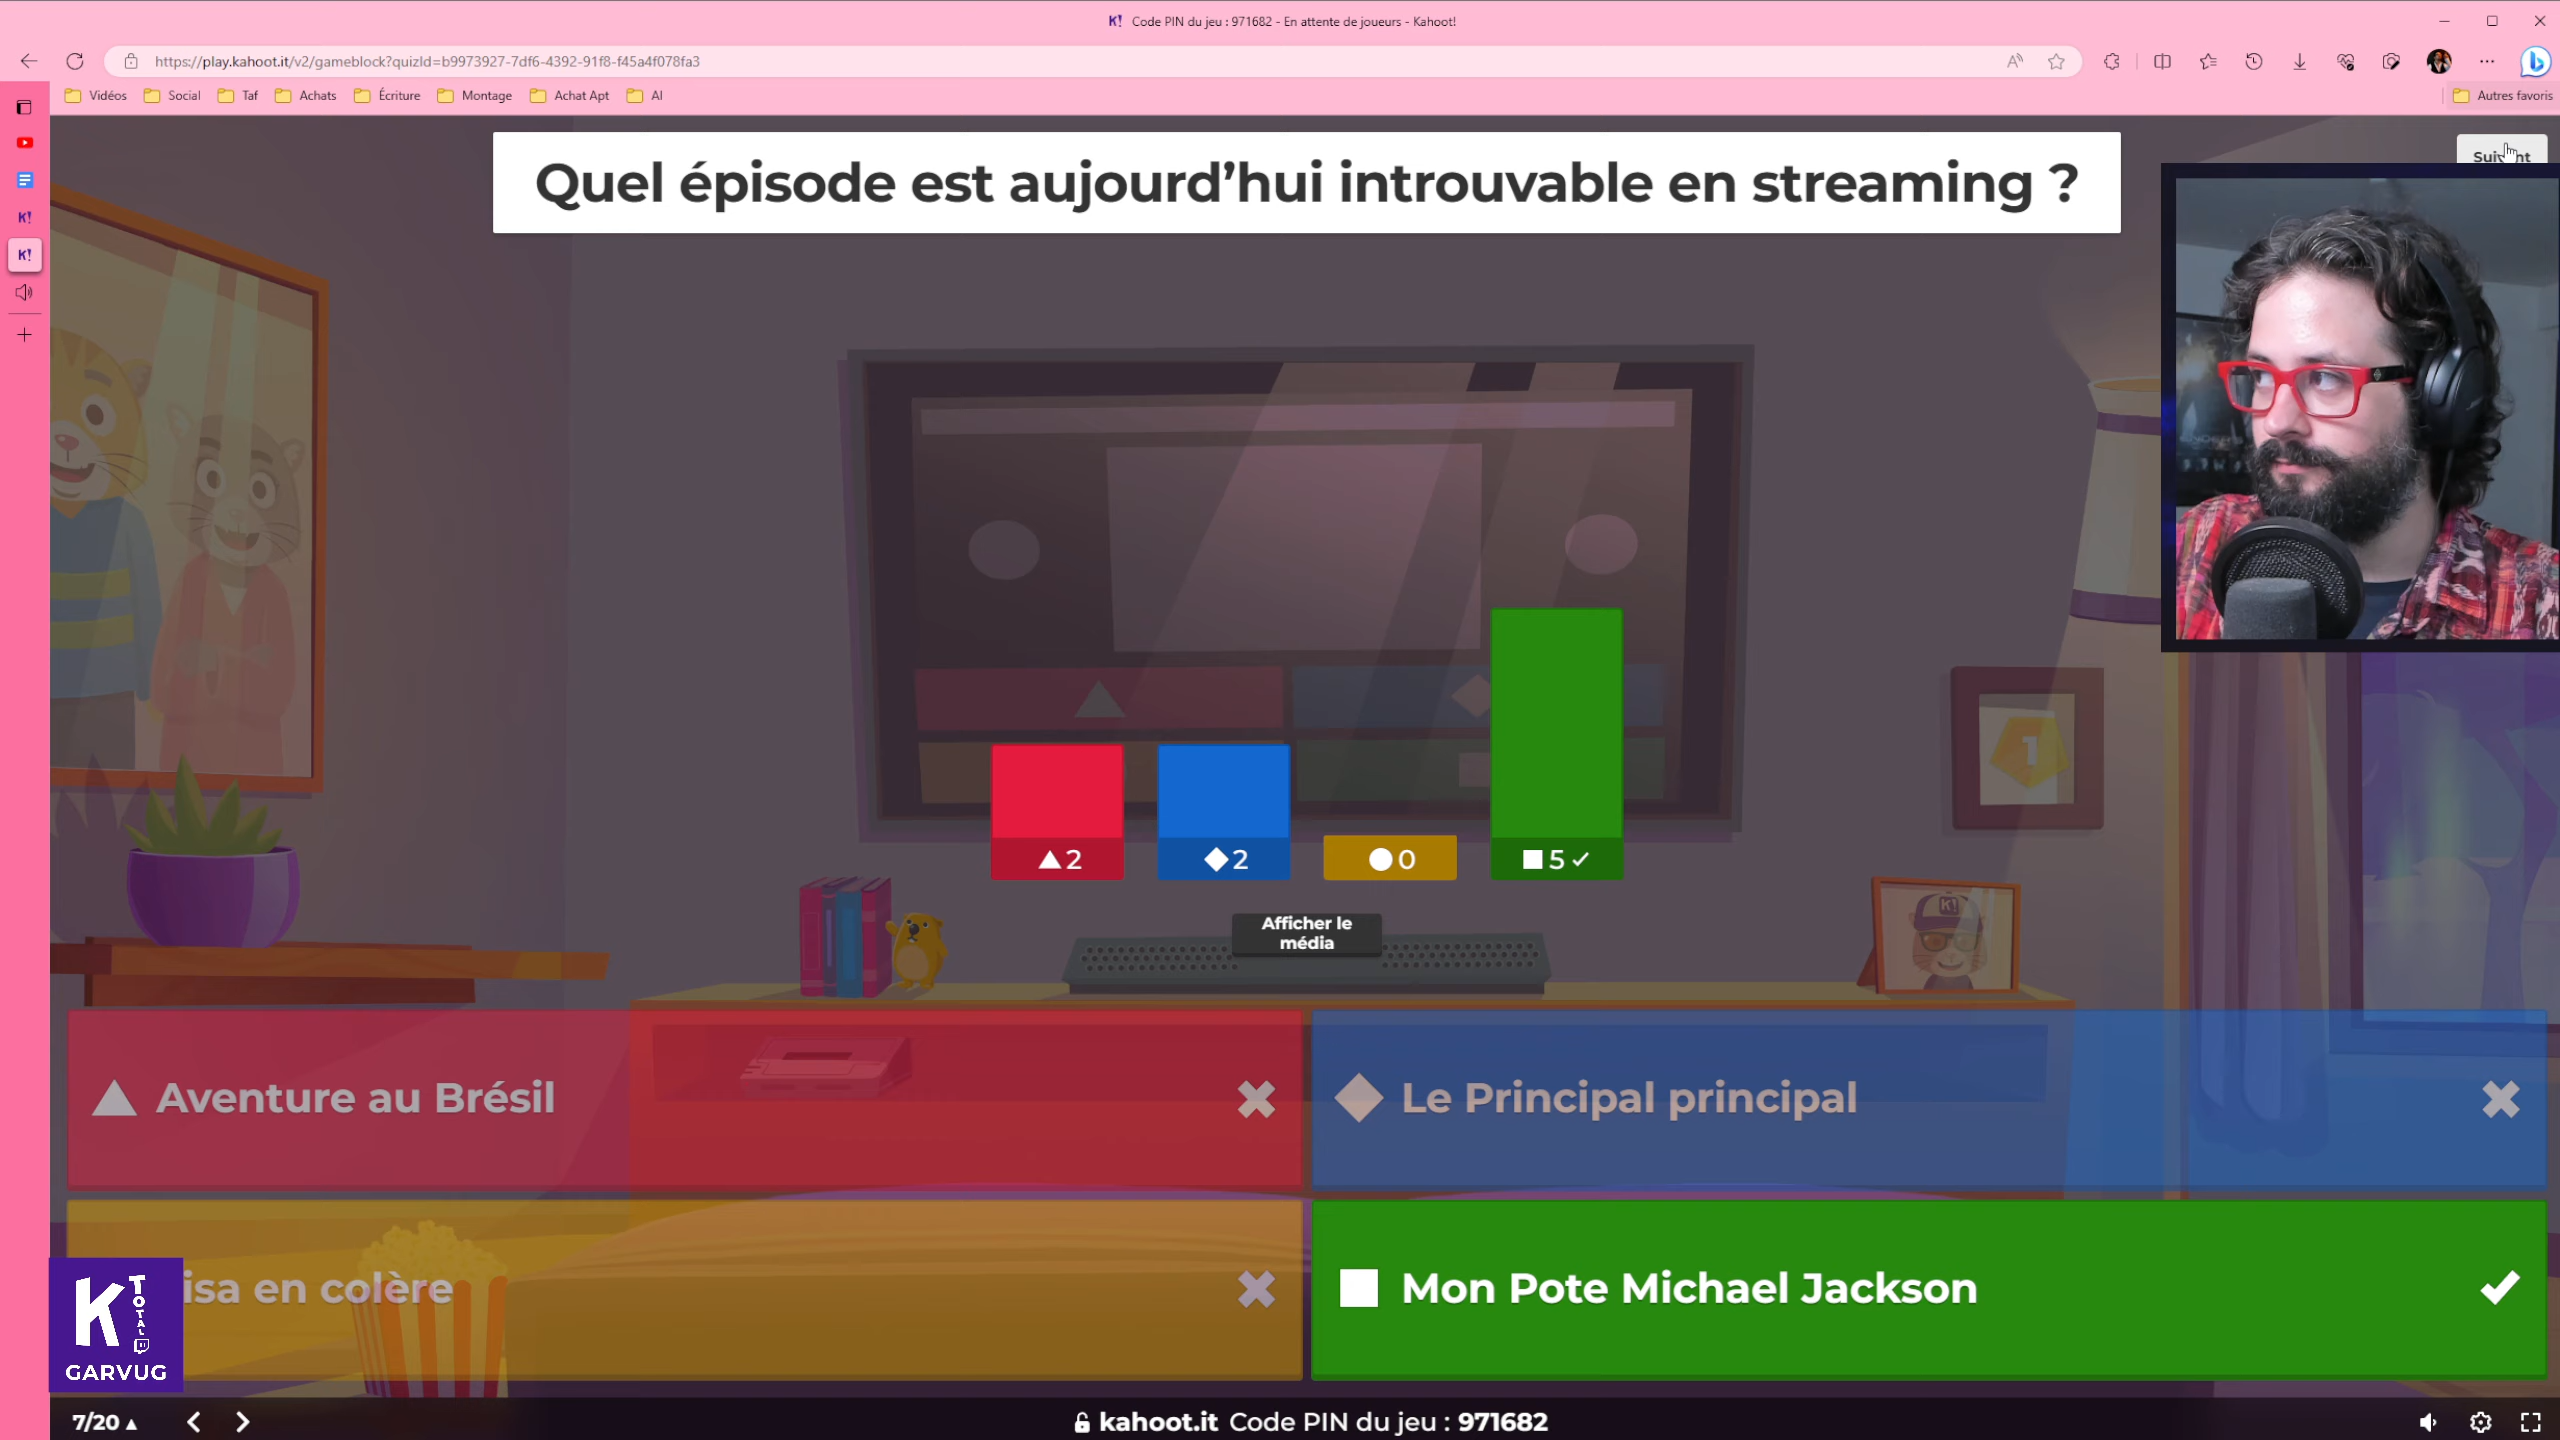 K! Code PIN du jeu : 971682 - En attente de joueurs - Kahoot!
https://play.kahoot.it/v2/gameblock?quizId=b9973927-7df6-4392-91f8-f45a4f078fa3
Vidéos Social Taf Achats Écriture Montage Achat Apt AI Autres favoris
K!
K!
Quel épisode est aujourd’hui introuvable en streaming ?
1
2 2 0 5
K!
Afficher le
média
Aventure au Brésil
Le Principal principal
isa en colère
Mon Pote Michael Jackson
K TOTAL
GARVUG
7/20
kahoot.it Code PIN du jeu : 971682